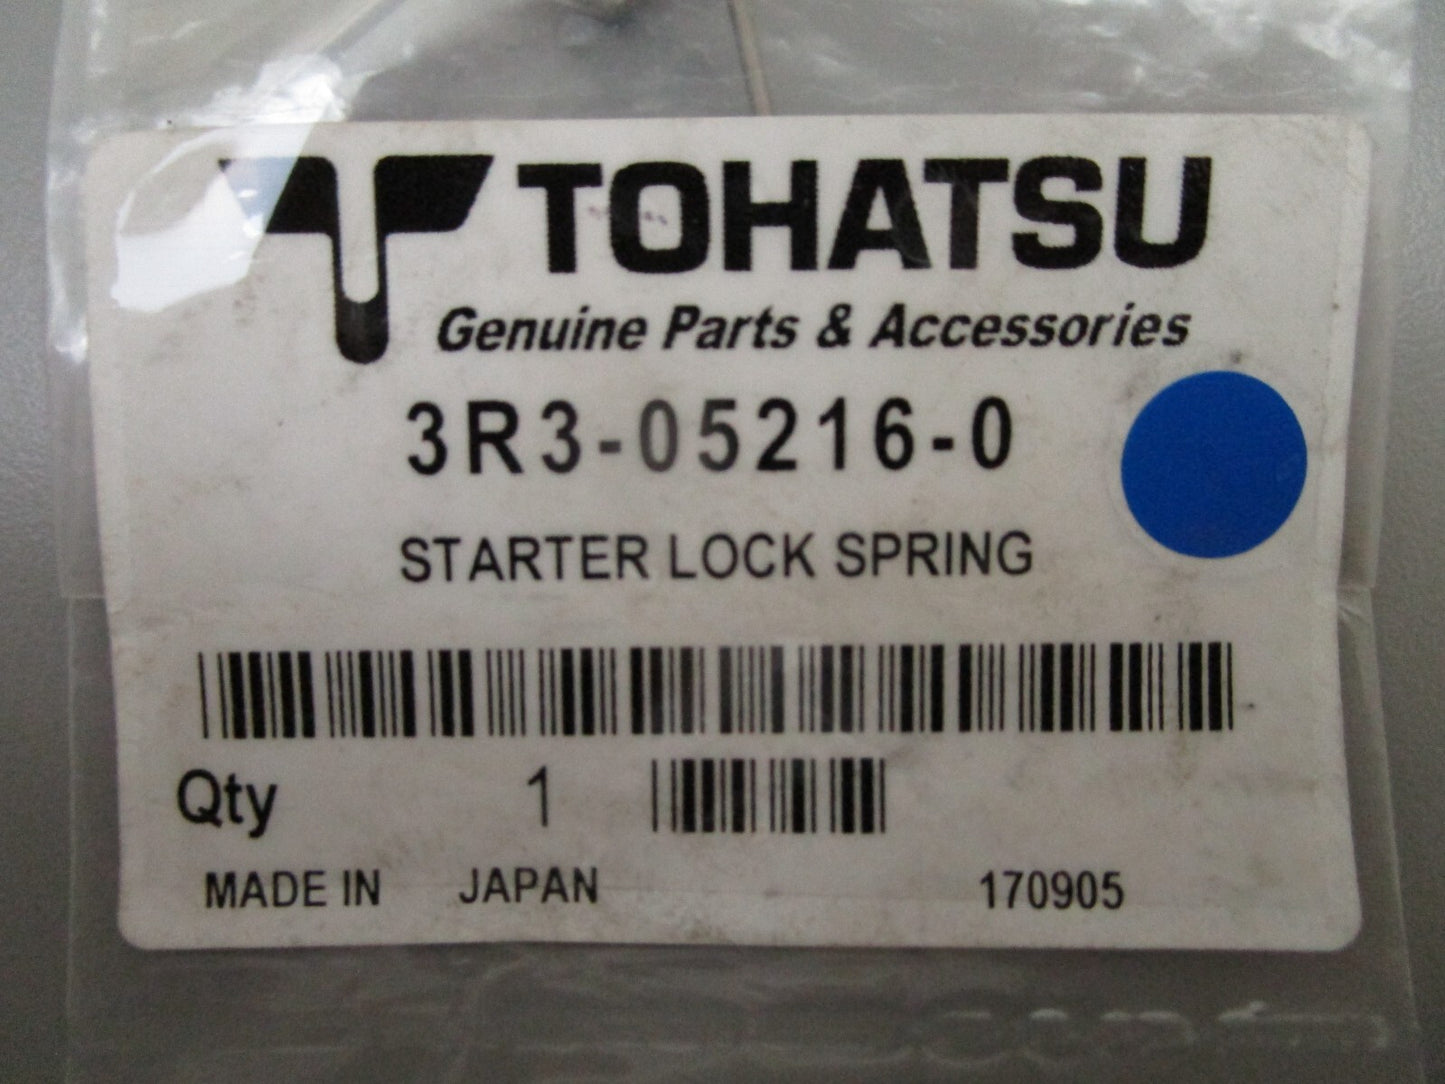 TOHATSU
Genuine Parts & Accessories
3R3-05216-0
STARTER LOCK SPRING
Qty 1
MADE IN JAPAN 170905